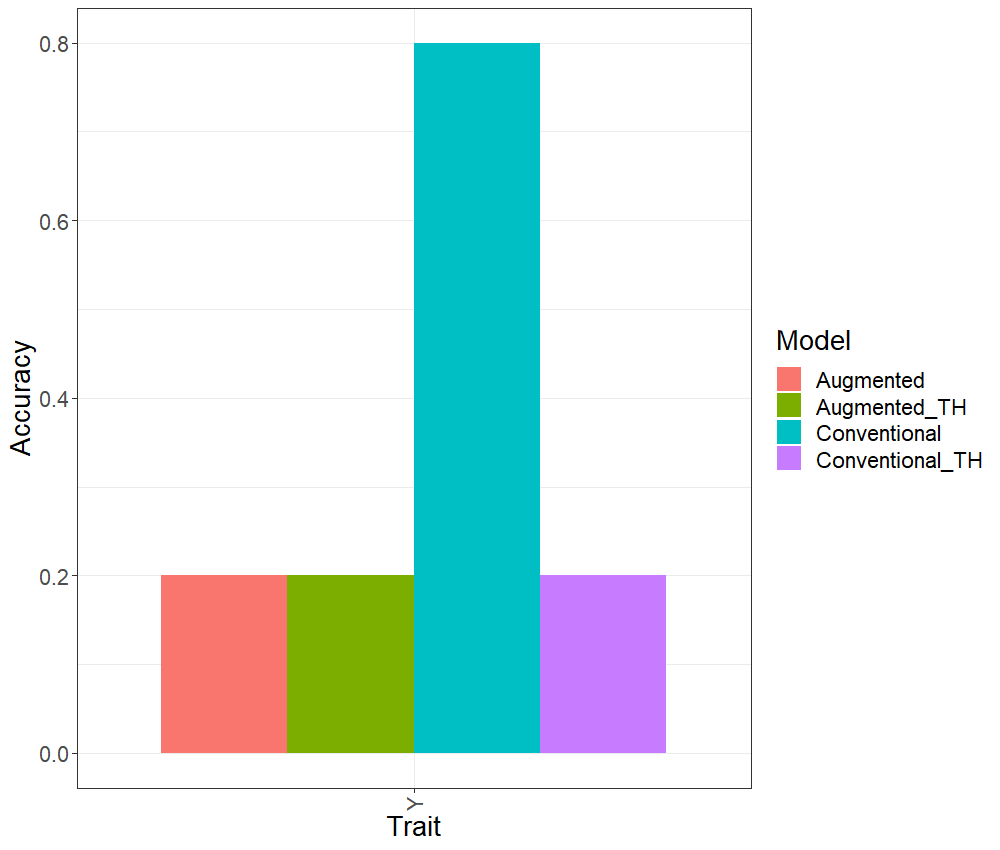 Accuracy
0.8
0.6
0.4
0.2
0.0
Y
Trait
Model
Augmented
Augmented_TH
Conventional
Conventional_TH